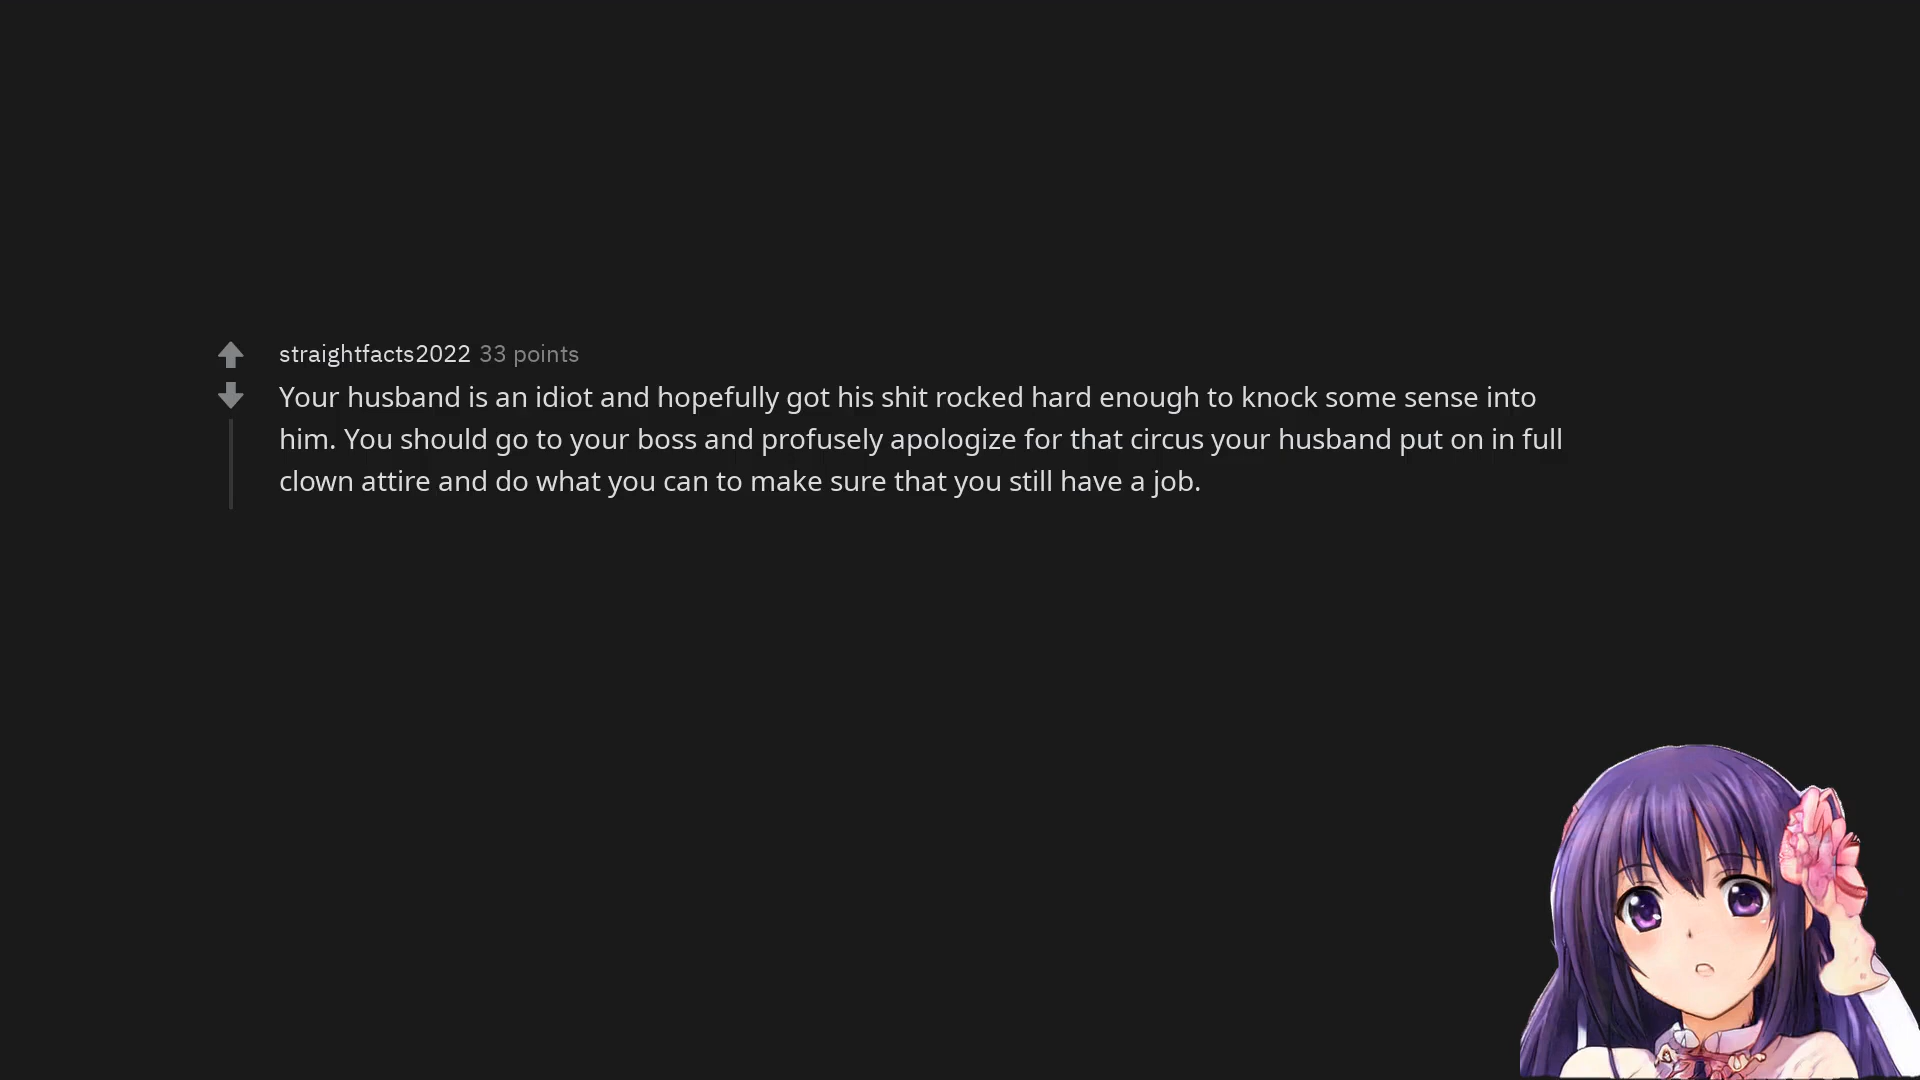 straightfacts2022 33 points
Your husband is an idiot and hopefully got his shit rocked hard enough to knock some sense into
him. You should go to your boss and profusely apologize for that circus your husband put on in full
clown attire and do what you can to make sure that you still have a job.